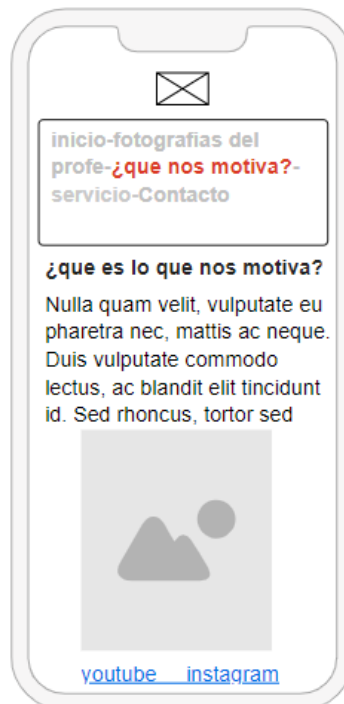 inicio-fotografias del
profe-¿que nos motiva?-
servicio-Contacto
¿que es lo que nos motiva?
Nulla quam velit, vulputate eu
pharetra nec, mattis ac neque.
Duis vulputate commodo
lectus, ac blandit elit tincidunt
id. Sed rhoncus, tortor sed
youtube instagram